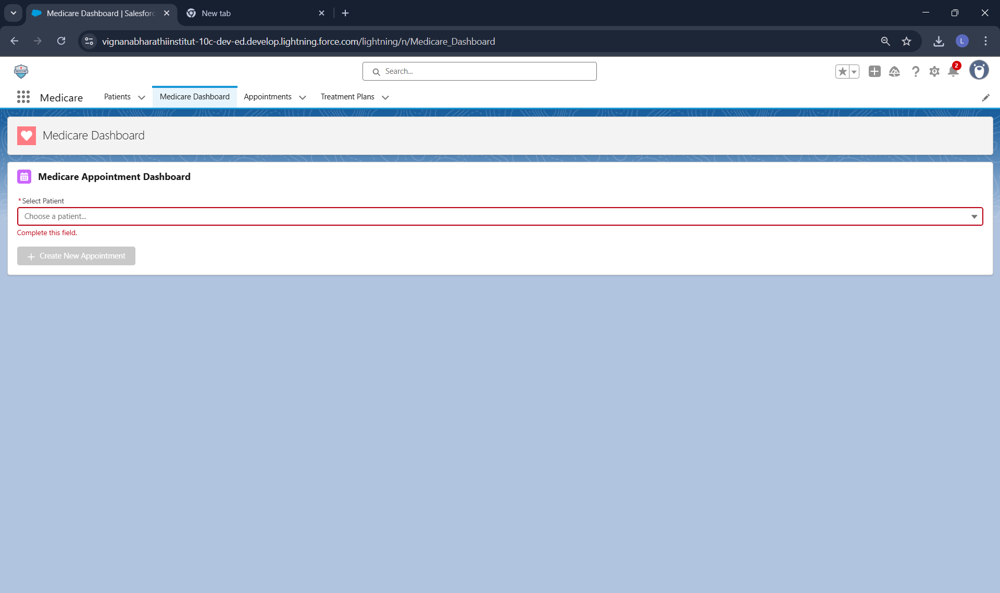 Medicare Dashboard | Salesforc
New tab
vignanabharathiinstitut-10c-dev-ed.develop.lightning.force.com/lightning/n/Medicare_Dashboard
L
MEDICARE
Search...
2
Medicare
Patients
Medicare Dashboard
Appointments
Treatment Plans
Medicare Dashboard
Medicare Appointment Dashboard
*Select Patient
Choose a patient...
Complete this field.
Create New Appointment